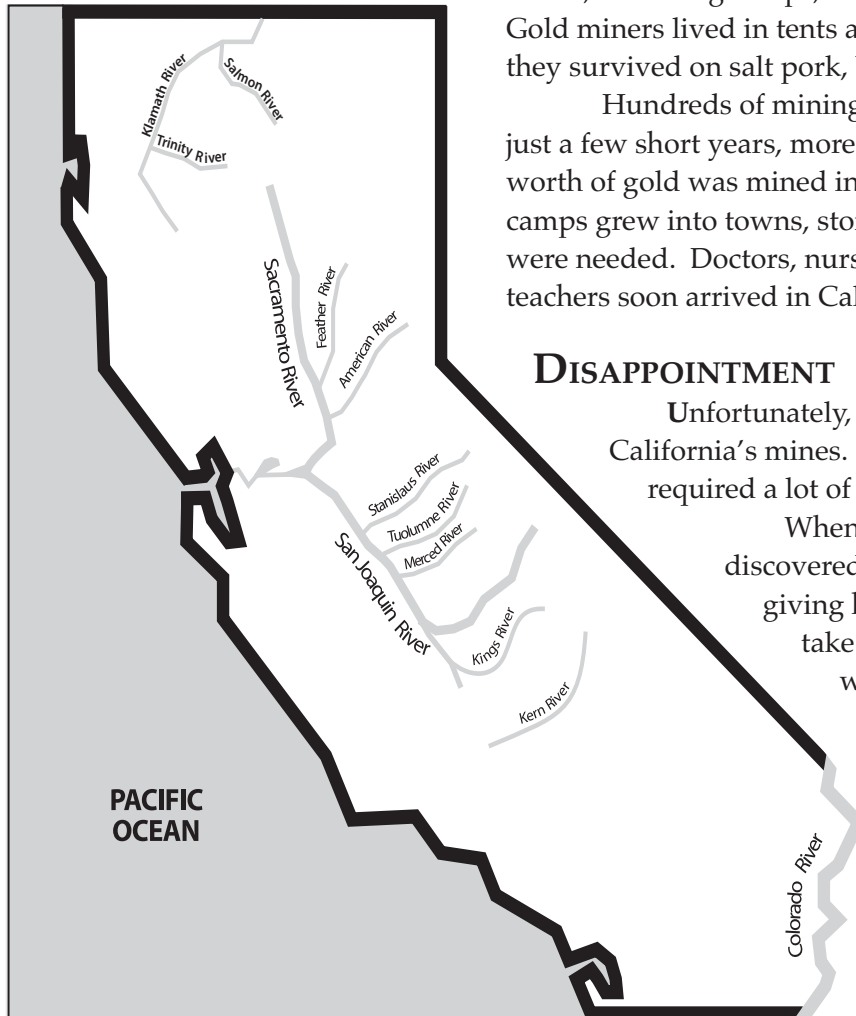 Gold miners lived in tents a
they survived on salt pork,
Hundreds of mining
just a few short years, more
worth of gold was mined in
camps grew into towns, sto
were needed. Doctors, nurs
teachers soon arrived in Cal
DISAPPOINTMENT
Unfortunately,
California’s mines.
required a lot of
When
discovered
giving
take
w
Klamath River
Salmon River
Trinity River
Sacramento River
Feather River
American River
Stanislaus River
Tuolumne River
Merced River
San Joaquin River
Kings River
Kern River
PACIFIC
OCEAN
Colorado River